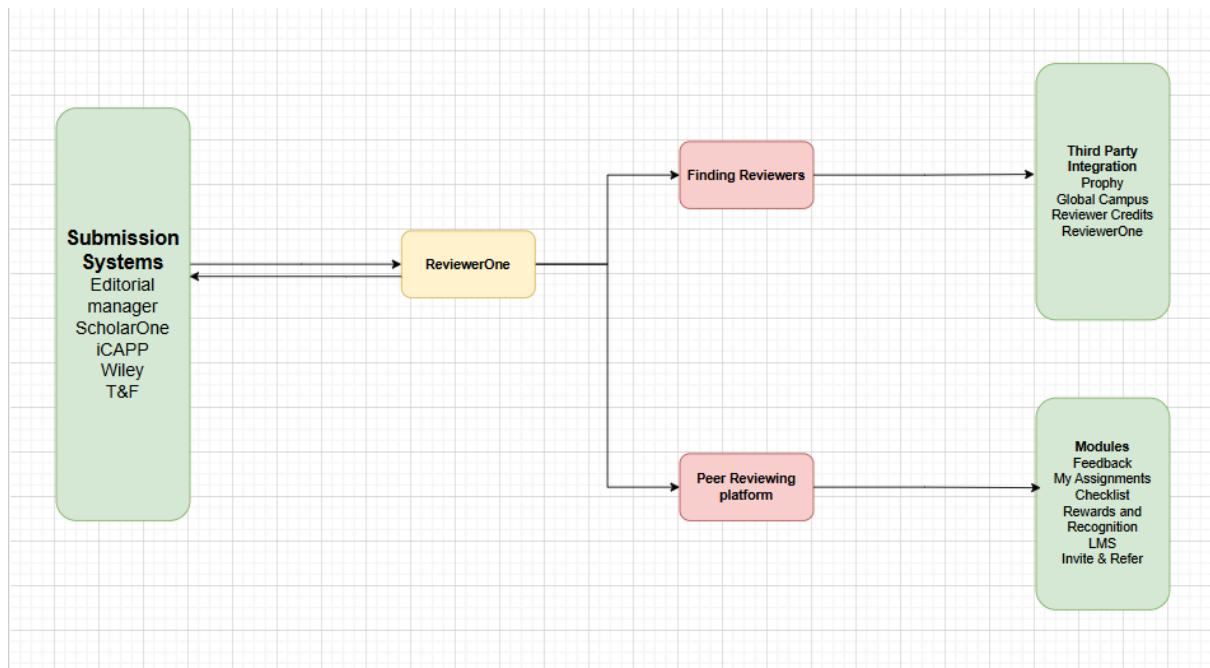 Submission
Systems
Editorial
manager
ScholarOne
iCAPP
Wiley
T&F
ReviewerOne
Finding Reviewers
Third Party
Integration
Prophy
Global Campus
Reviewer Credits
ReviewerOne
Peer Reviewing
platform
Modules
Feedback
My Assignments
Checklist
Rewards and
Recognition
LMS
Invite & Refer